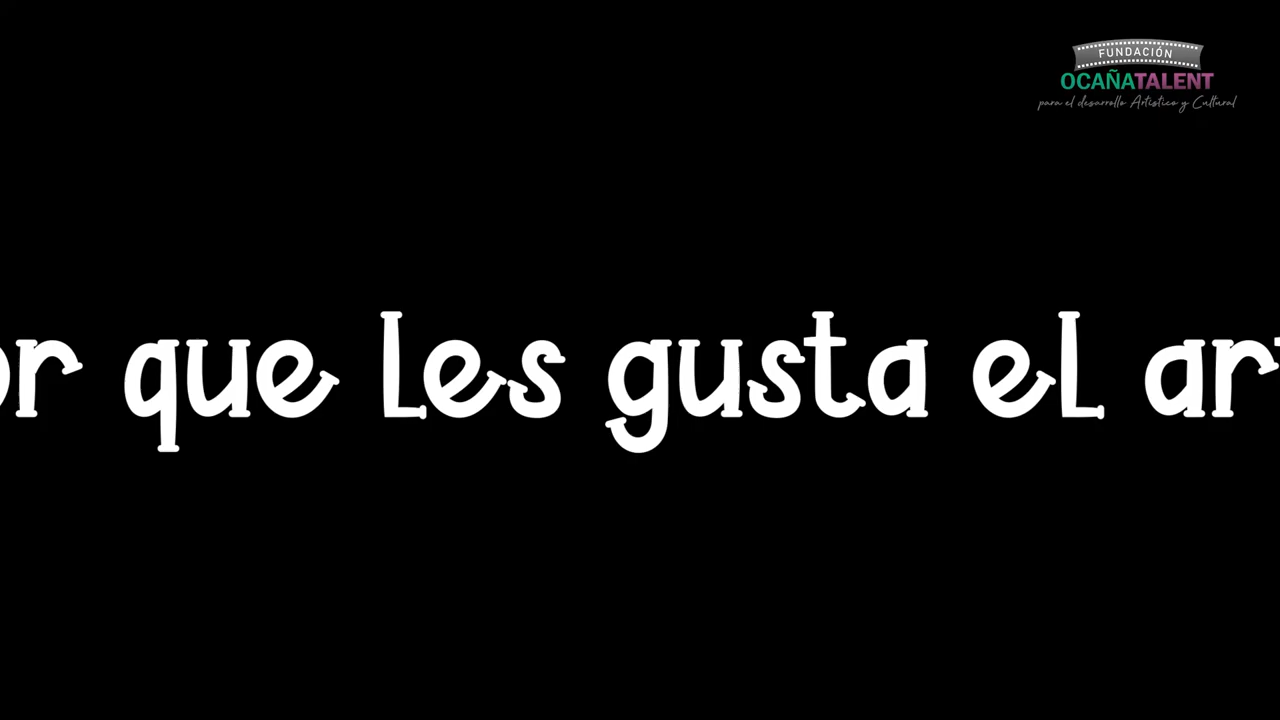 FUNDACIÓN
OCAÑATALENT
para el desarrollo Artístico y Cultural
or que les gusta el ar